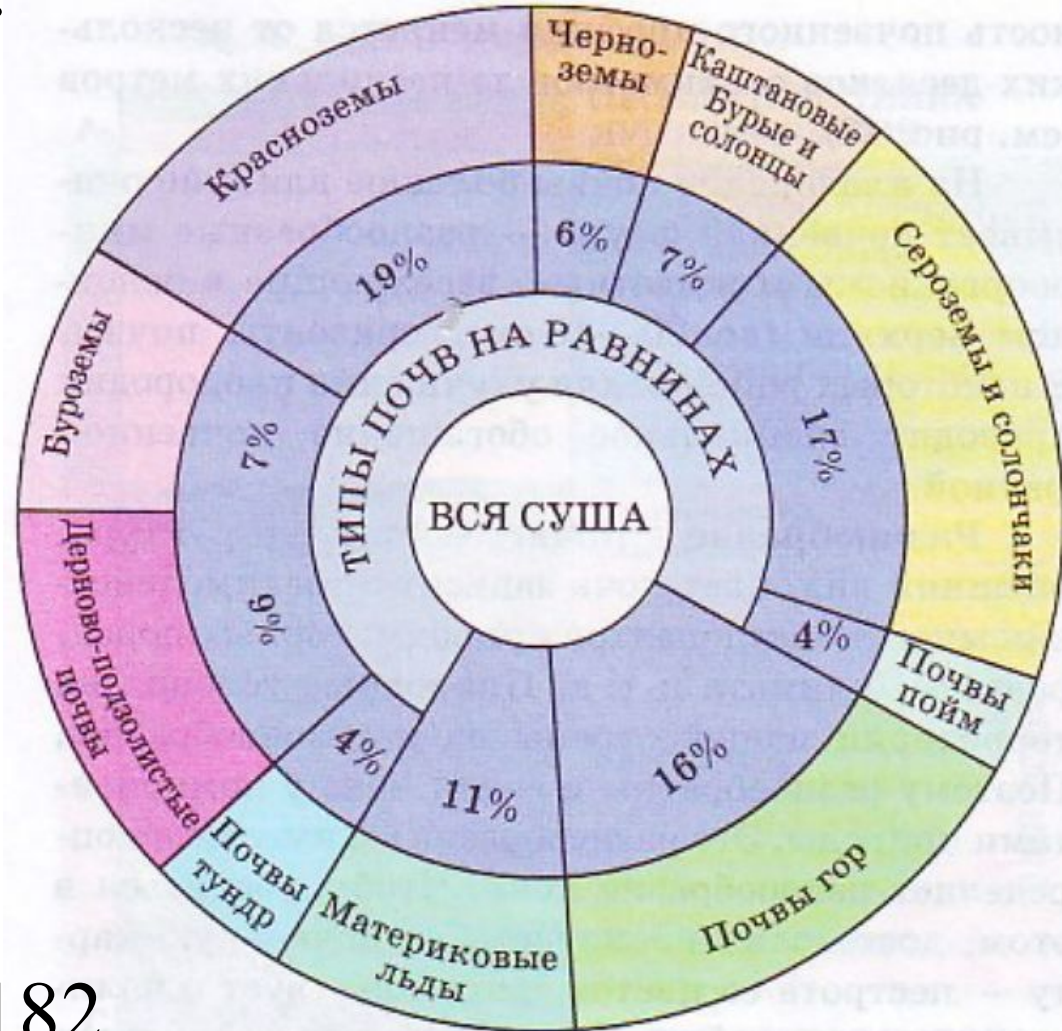 Черно-
земы
Каштановые
Бурые и
солонцы
Сероземы и солончаки
Почвы
пойм
Почвы гор
Материковые
льды
Почвы
тундр
Дерново-подзолистые
почвы
Буроземы
Красноземы
6%
7%
17%
4%
16%
11%
4%
9%
7%
19%
ТИПЫ ПОЧВ НА РАВНИНАХ
ВСЯ СУША
82